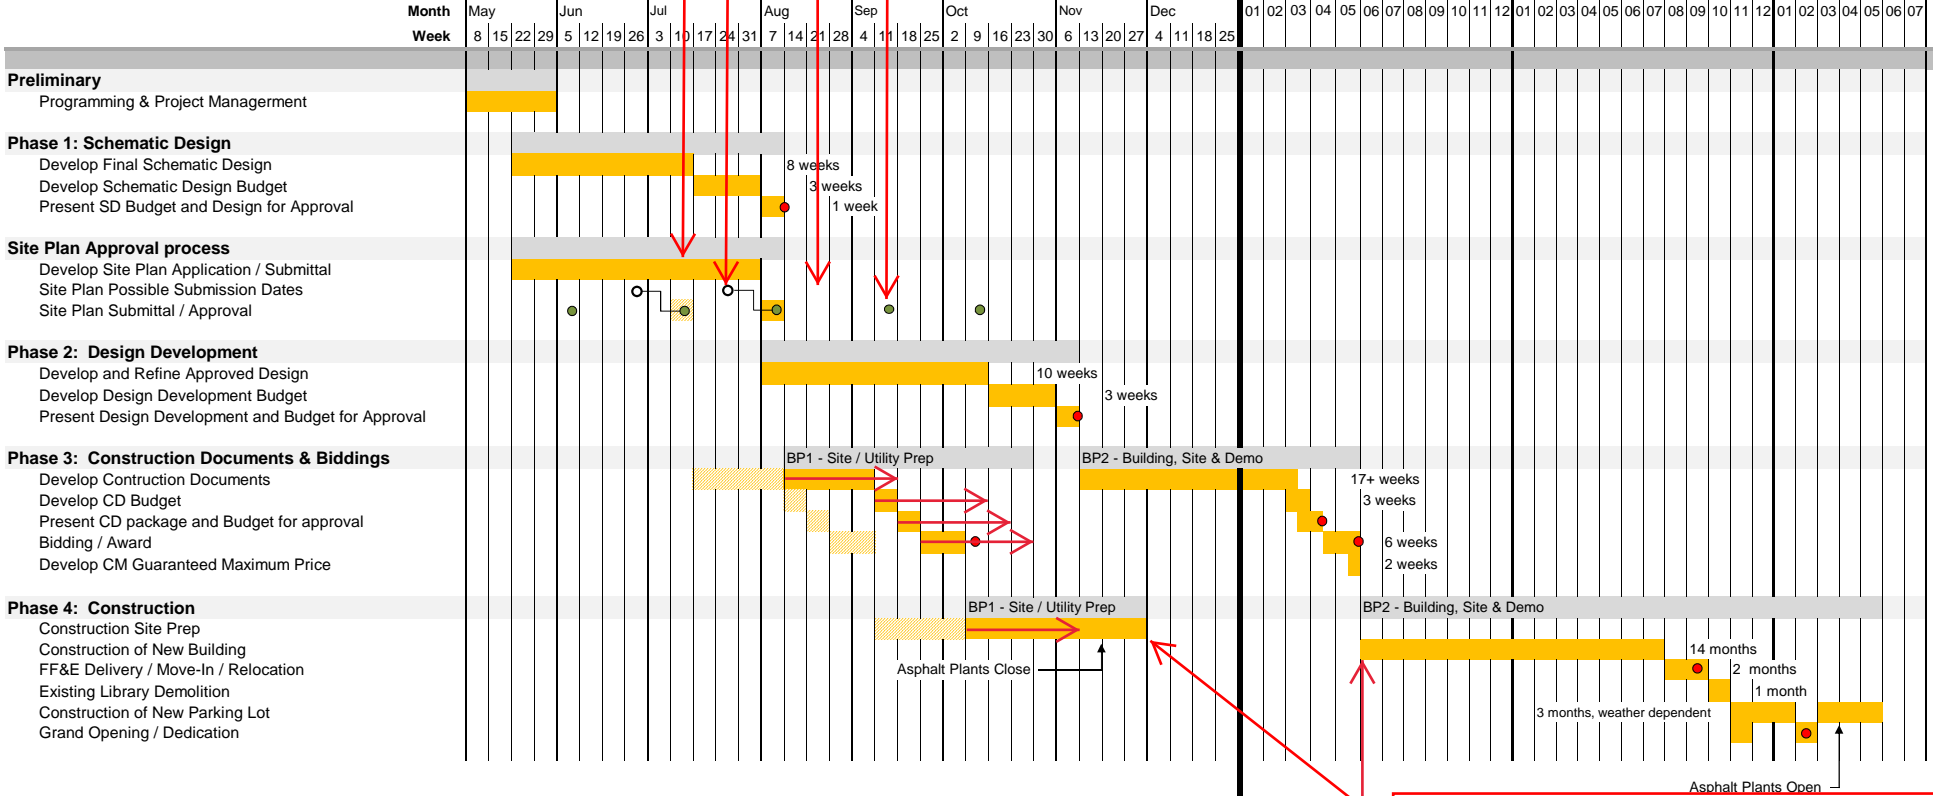 Month May Jun Jul Aug Sep Oct Nov Dec 01 02 03 04 05 06 07 08 09 10 11 12 01 02 03 04 05 06 07 08 09 10 11 12 01 02 03 04 05 06 07
Week 8 15 22 29 5 12 19 26 3 10 17 24 31 7 14 21 28 4 11 18 25 2 9 16 23 30 6 13 20 27 4 11 18 25
Preliminary
Programming & Project Managerment
Phase 1: Schematic Design
Develop Final Schematic Design 8 weeks
Develop Schematic Design Budget 3 weeks
Present SD Budget and Design for Approval 1 week
Site Plan Approval process
Develop Site Plan Application / Submittal
Site Plan Possible Submission Dates
Site Plan Submittal / Approval
Phase 2: Design Development
Develop and Refine Approved Design 10 weeks
Develop Design Development Budget 3 weeks
Present Design Development and Budget for Approval
Phase 3: Construction Documents & Biddings BP1 - Site / Utility Prep BP2 - Building, Site & Demo
Develop Contruction Documents 17+ weeks
Develop CD Budget 3 weeks
Present CD package and Budget for approval
Bidding / Award 6 weeks
Develop CM Guaranteed Maximum Price 2 weeks
Phase 4: Construction BP1 - Site / Utility Prep BP2 - Building, Site & Demo
Construction Site Prep
Construction of New Building 14 months
FF&E Delivery / Move-In / Relocation Asphalt Plants Close 2 months
Existing Library Demolition 1 month
Construction of New Parking Lot 3 months, weather dependent
Grand Opening / Dedication
Asphalt Plants Open